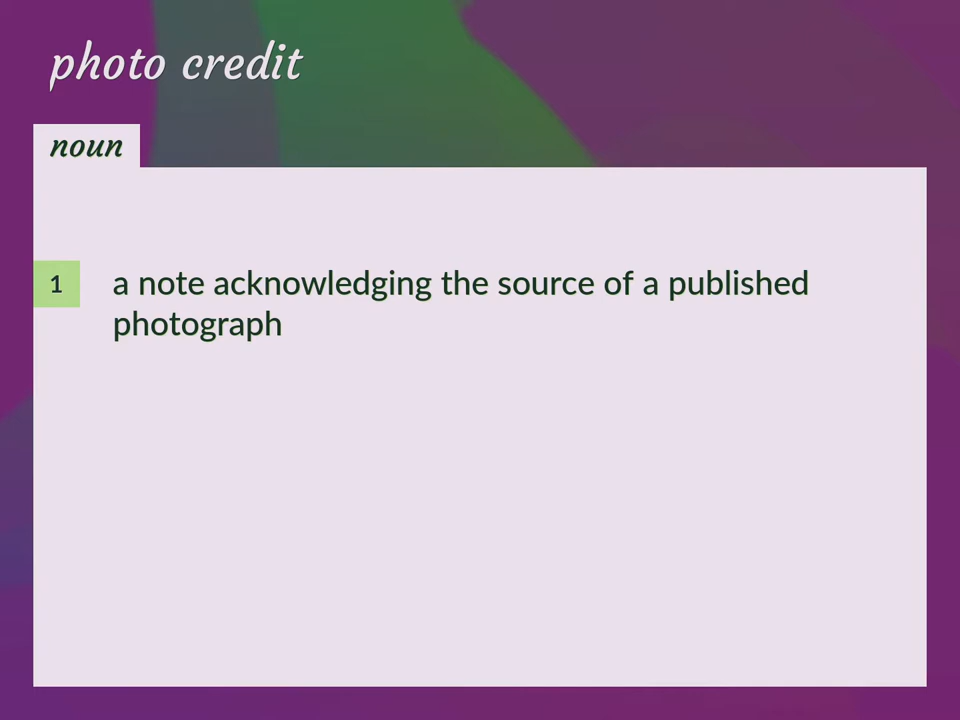 photo credit
noun
1
a note acknowledging the source of a published
photograph